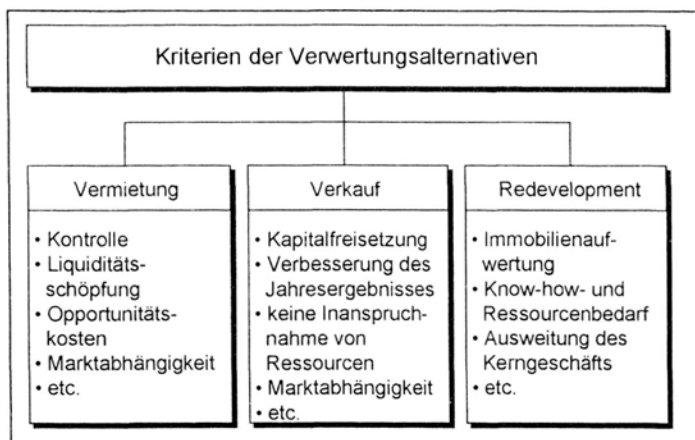 Kriterien der Verwertungsalternativen
Vermietung
• Kontrolle
• Liquiditäts-
schöpfung
• Opportunitäts-
kosten
• Marktabhängigkeit
• etc.
Verkauf
• Kapitalfreisetzung
• Verbesserung des
Jahresergebnisses
• keine Inanspruch-
nahme von
Ressourcen
• Marktabhängigkeit
• etc.
Redevelopment
• Immobilienauf-
wertung
• Know-how- und
Ressourcenbedarf
• Ausweitung des
Kerngeschäfts
• etc.